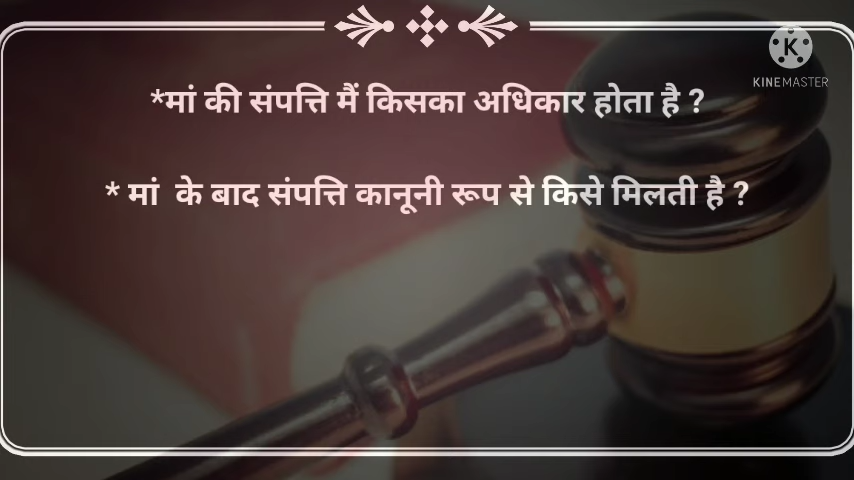 *मां की संपत्ति मैं किसका अधिकार होता है ?
* मां के बाद संपत्ति कानूनी रूप से किसे मिलती है ?
K
KINEMASTER